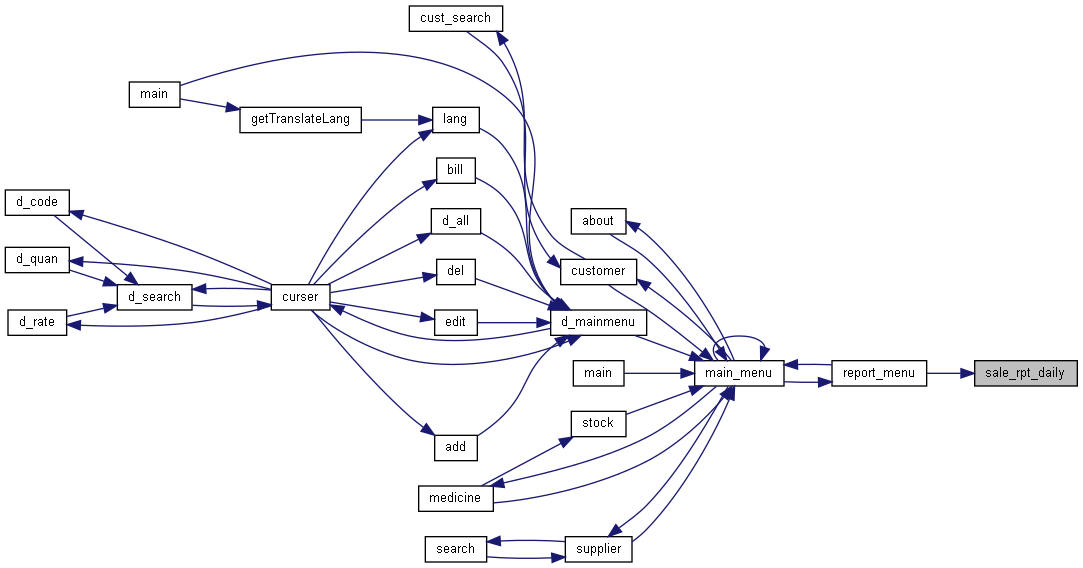 cust_search
main
getTranslateLang
lang
bill
d_code
d_all
about
d_quan
del
customer
d_search
curser
d_rate
edit
d_mainmenu
main
main_menu
report_menu
sale_rpt_daily
stock
add
medicine
search
supplier